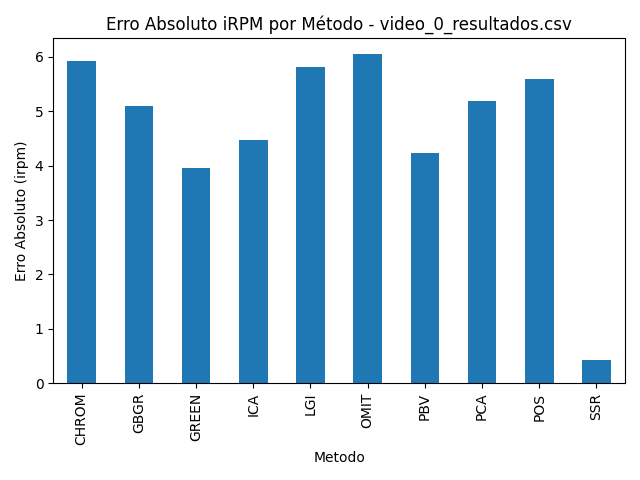 Erro Absoluto iRPM por Método - video_0_resultados.csv
Erro Absoluto (irpm)
6
5
4
3
2
1
0
CHROM
GBGR
GREEN
ICA
LGI
OMIT
PBV
PCA
POS
SSR
Metodo